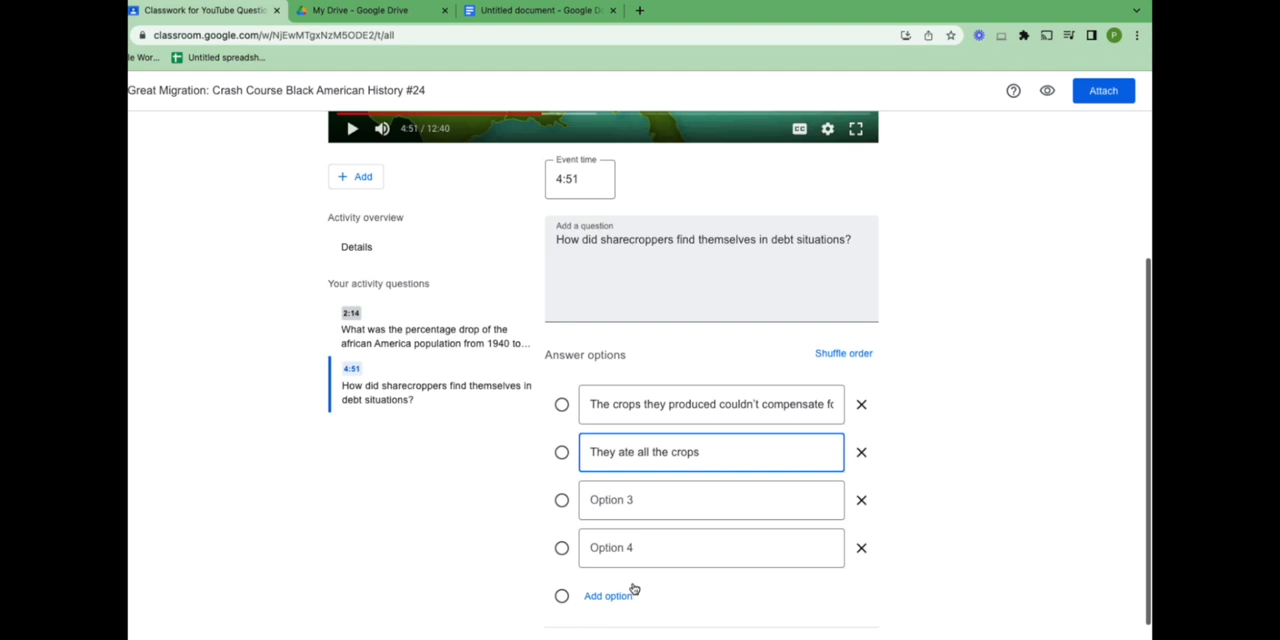 Classwork for YouTube Questic
My Drive – Google Drive
Untitled document - Google D
classroom.google.com/w/NjEwMTgxNzM5ODE2/t/all
P
le Wor...
Untitled spreadsh...
Great Migration: Crash Course Black American History #24
Attach
4:51 / 12:40
CC
Event time
4:51
+ Add
Activity overview
Add a question
How did sharecroppers find themselves in debt situations?
Details
Your activity questions
2:14
What was the percentage drop of the
african America population from 1940 to...
4:51
How did sharecroppers find themselves in
debt situations?
Answer options
Shuffle order
The crops they produced couldn't compensate fo
They ate all the crops
Option 3
Option 4
Add option